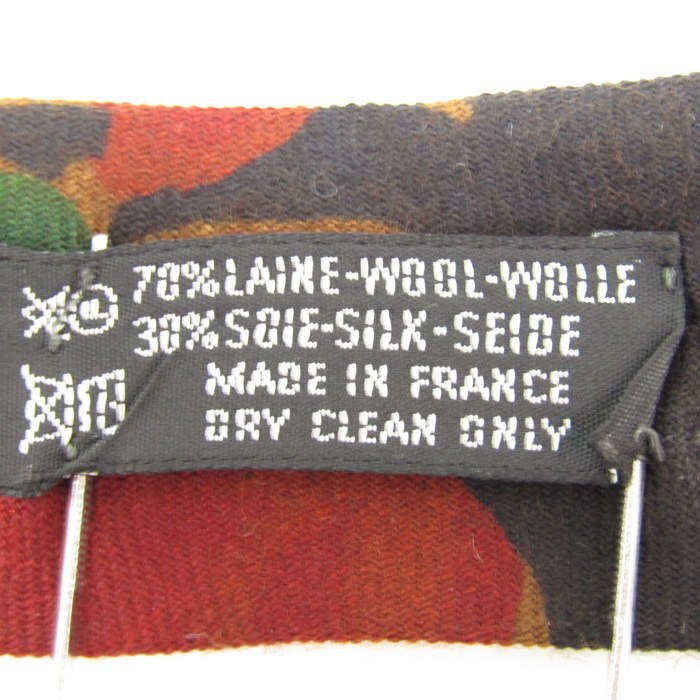 70% LAINE-WOOL-WOLLE
30% SOIE-SILK-SEIDE
MADE IN FRANCE
DRY CLEAN ONLY